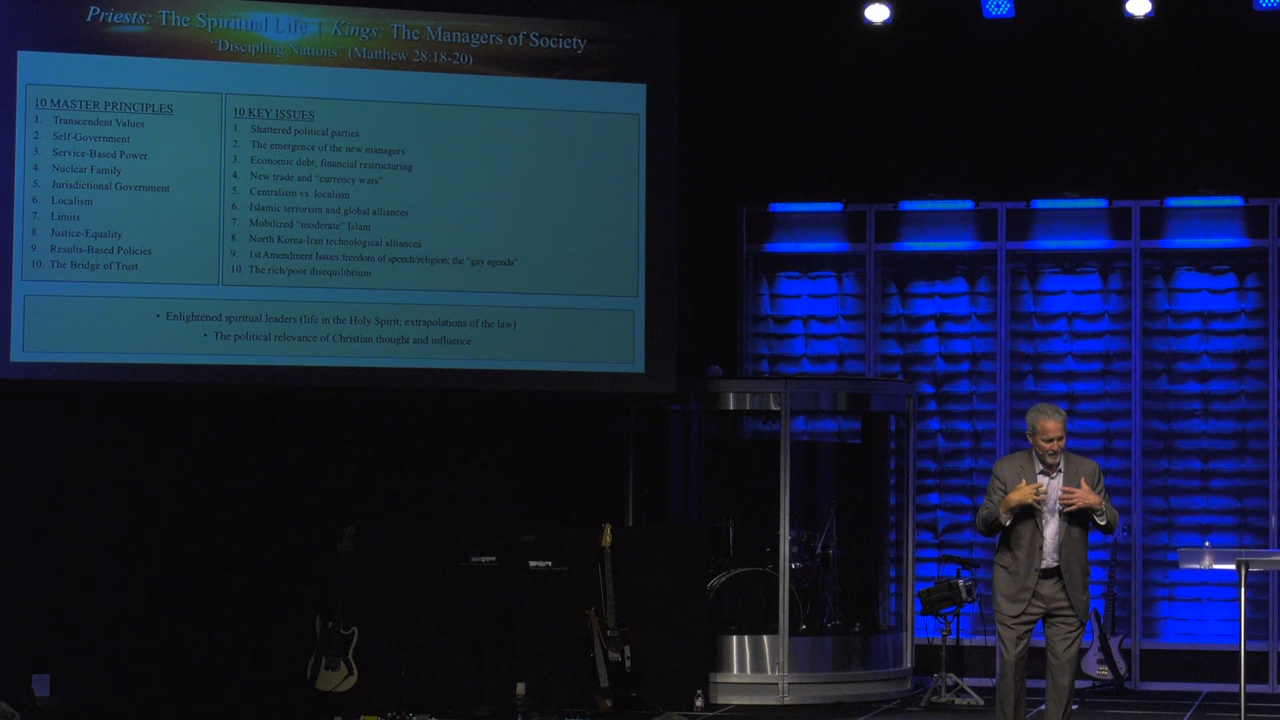 Priests: The Spiritual Life | Kings: The Managers of Society
"Discipling Nations" (Matthew 28:18-20)
10 MASTER PRINCIPLES
1. Transcendent Values
2. Self-Government
3. Service-Based Power
4. Nuclear Family
5. Jurisdictional Government
6. Localism
7. Limits
8. Justice-Equality
9. Results-Based Policies
10. The Bridge of Trust
10 KEY ISSUES
1. Shattered political parties
2. The emergence of the new managers
3. Economic debt; financial restructuring
4. New trade and "currency wars"
5. Centralism vs. localism
6. Islamic terrorism and global alliances
7. Mobilized "moderate" Islam
8. North Korea-Iran technological alliances
9. 1st Amendment Issues: freedom of speech/religion; the "gay agenda"
10. The rich/poor disequilibrium
• Enlightened spiritual leaders (life in the Holy Spirit; extrapolations of the law)
• The political relevance of Christian thought and influence